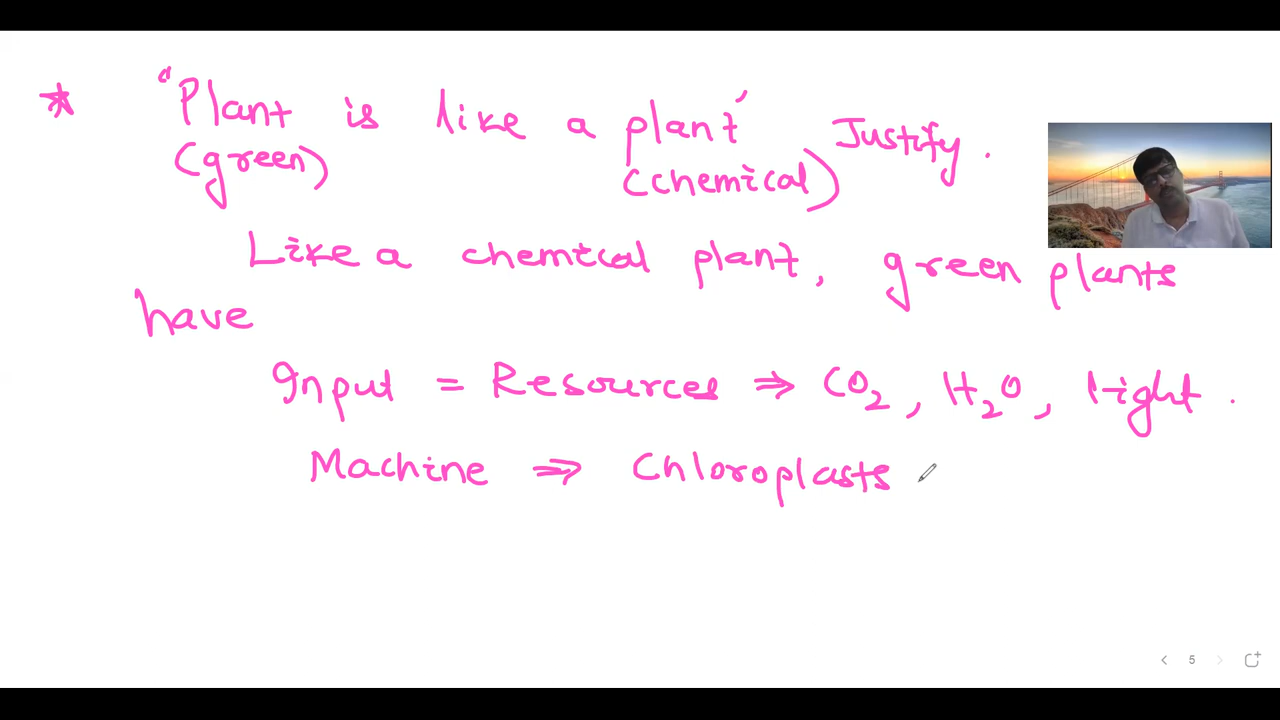 * "Plant is like a plant" Justify.
(green) (chemical)
Like a chemical plant, green plants
have
Input = Resources ⇒ CO₂, H₂O, light.
Machine ⇒ Chloroplasts
5